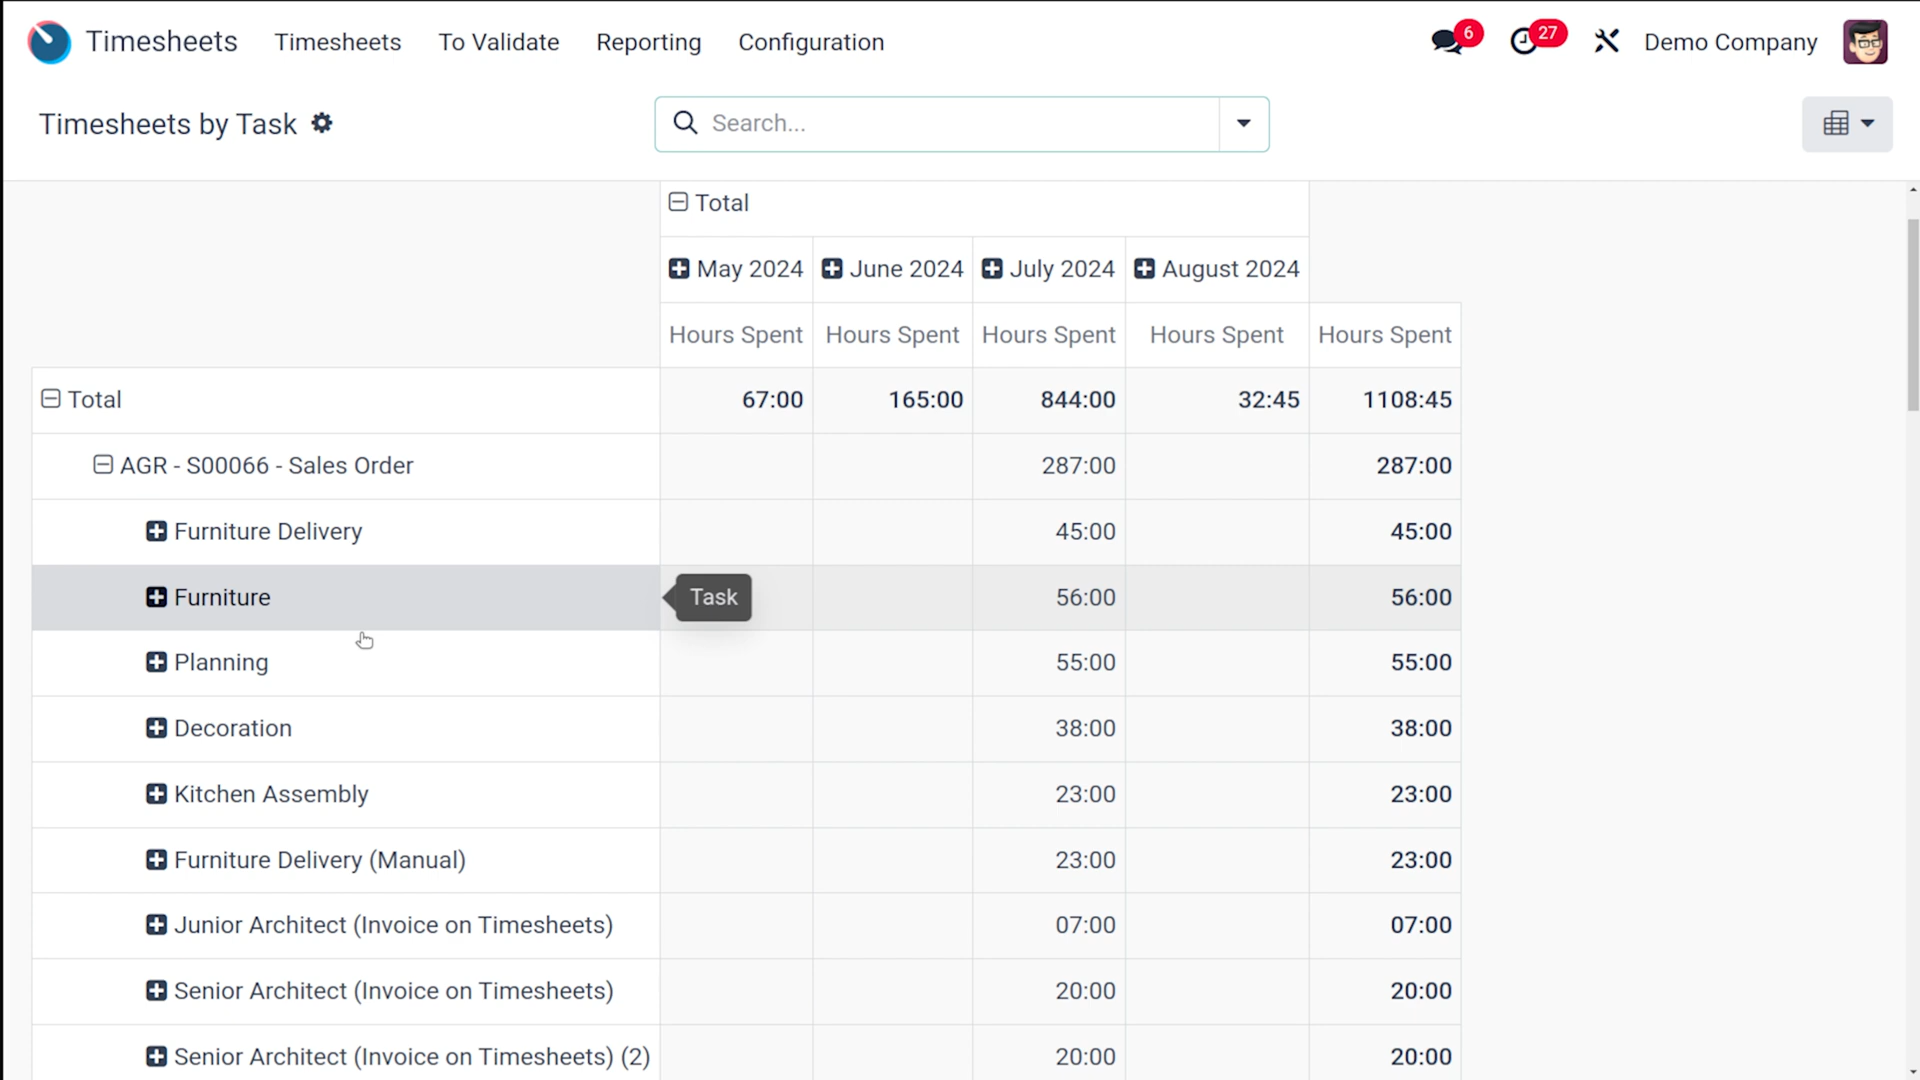 Timesheets Timesheets To Validate Reporting Configuration 6 27 Demo Company
Timesheets by Task Search...
Total
May 2024 June 2024 July 2024 August 2024
Hours Spent Hours Spent Hours Spent Hours Spent Hours Spent
Total 67:00 165:00 844:00 32:45 1108:45
AGR - S00066 - Sales Order 287:00 287:00
Furniture Delivery 45:00 45:00
Furniture Task 56:00 56:00
Planning 55:00 55:00
Decoration 38:00 38:00
Kitchen Assembly 23:00 23:00
Furniture Delivery (Manual) 23:00 23:00
Junior Architect (Invoice on Timesheets) 07:00 07:00
Senior Architect (Invoice on Timesheets) 20:00 20:00
Senior Architect (Invoice on Timesheets) (2) 20:00 20:00